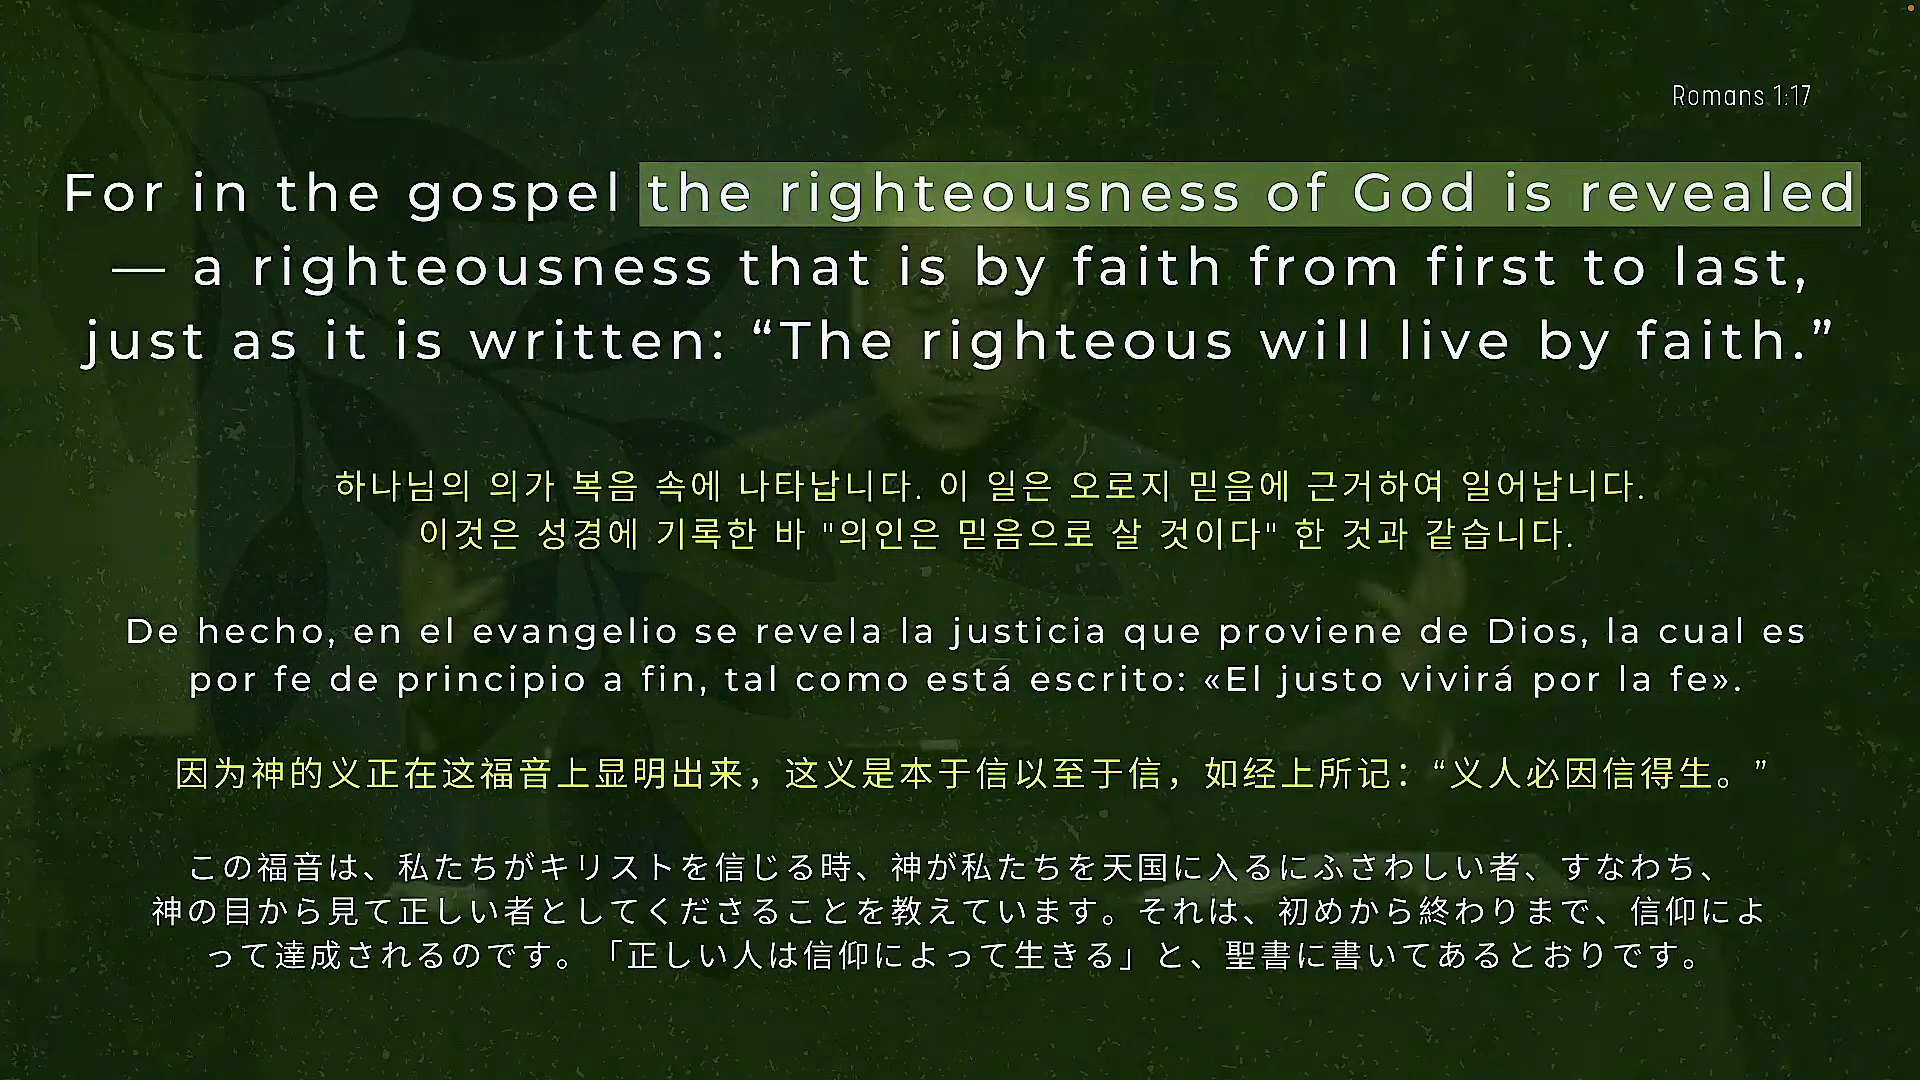 Romans 1:17
For in the gospel the righteousness of God is revealed
— a righteousness that is by faith from first to last,
just as it is written: “The righteous will live by faith.”
하나님의 의가 복음 속에 나타납니다. 이 일은 오로지 믿음에 근거하여 일어납니다.
이것은 성경에 기록한 바 "의인은 믿음으로 살 것이다" 한 것과 같습니다.
De hecho, en el evangelio se revela la justicia que proviene de Dios, la cual es
por fe de principio a fin, tal como está escrito: «El justo vivirá por la fe».
因为神的义正在这福音上显明出来，这义是本于信以至于信，如经上所记：“义人必因信得生。”
この福音は、私たちがキリストを信じる時、神が私たちを天国に入るにふさわしい者、すなわち、
神の目から見て正しい者としてくださることを教えています。それは、初めから終わりまで、信仰によ
って達成されるのです。「正しい人は信仰によって生きる」と、聖書に書いてあるとおりです。